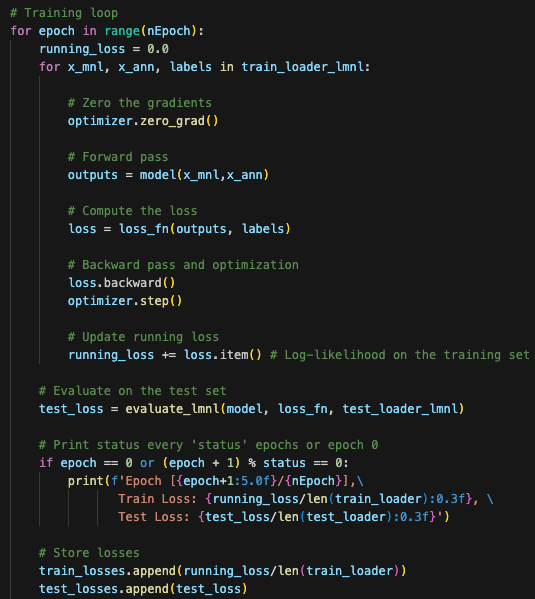 # Training loop
for epoch in range(nEpoch):
    running_loss = 0.0
    for x_mnl, x_ann, labels in train_loader_lmnl:

        # Zero the gradients
        optimizer.zero_grad()

        # Forward pass
        outputs = model(x_mnl,x_ann)

        # Compute the loss
        loss = loss_fn(outputs, labels)

        # Backward pass and optimization
        loss.backward()
        optimizer.step()

        # Update running loss
        running_loss += loss.item() # Log-likelihood on the training set

    # Evaluate on the test set
    test_loss = evaluate_lmnl(model, loss_fn, test_loader_lmnl)

    # Print status every 'status' epochs or epoch 0
    if epoch == 0 or (epoch + 1) % status == 0:
        print(f'Epoch [{epoch+1:5.0f}/{nEpoch}],\
               Train Loss: {running_loss/len(train_loader):0.3f}, \
               Test Loss: {test_loss/len(test_loader):0.3f}')

    # Store losses
    train_losses.append(running_loss/len(train_loader))
    test_losses.append(test_loss)